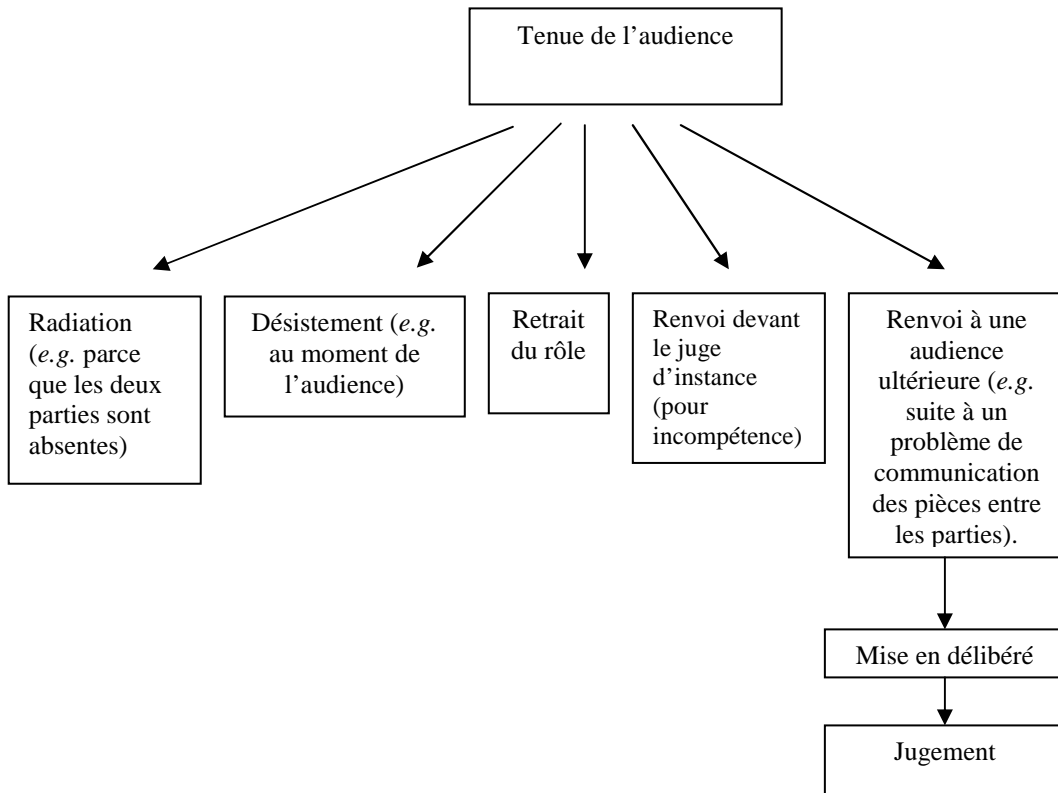 Tenue de l’audience
Radiation
(e.g. parce
que les deux
parties sont
absentes)
Désistement (e.g.
au moment de
l’audience)
Retrait
du rôle
Renvoi devant
le juge
d’instance
(pour
incompétence)
Renvoi à une
audience
ultérieure (e.g.
suite à un
problème de
communication
des pièces entre
les parties).
Mise en délibéré
Jugement